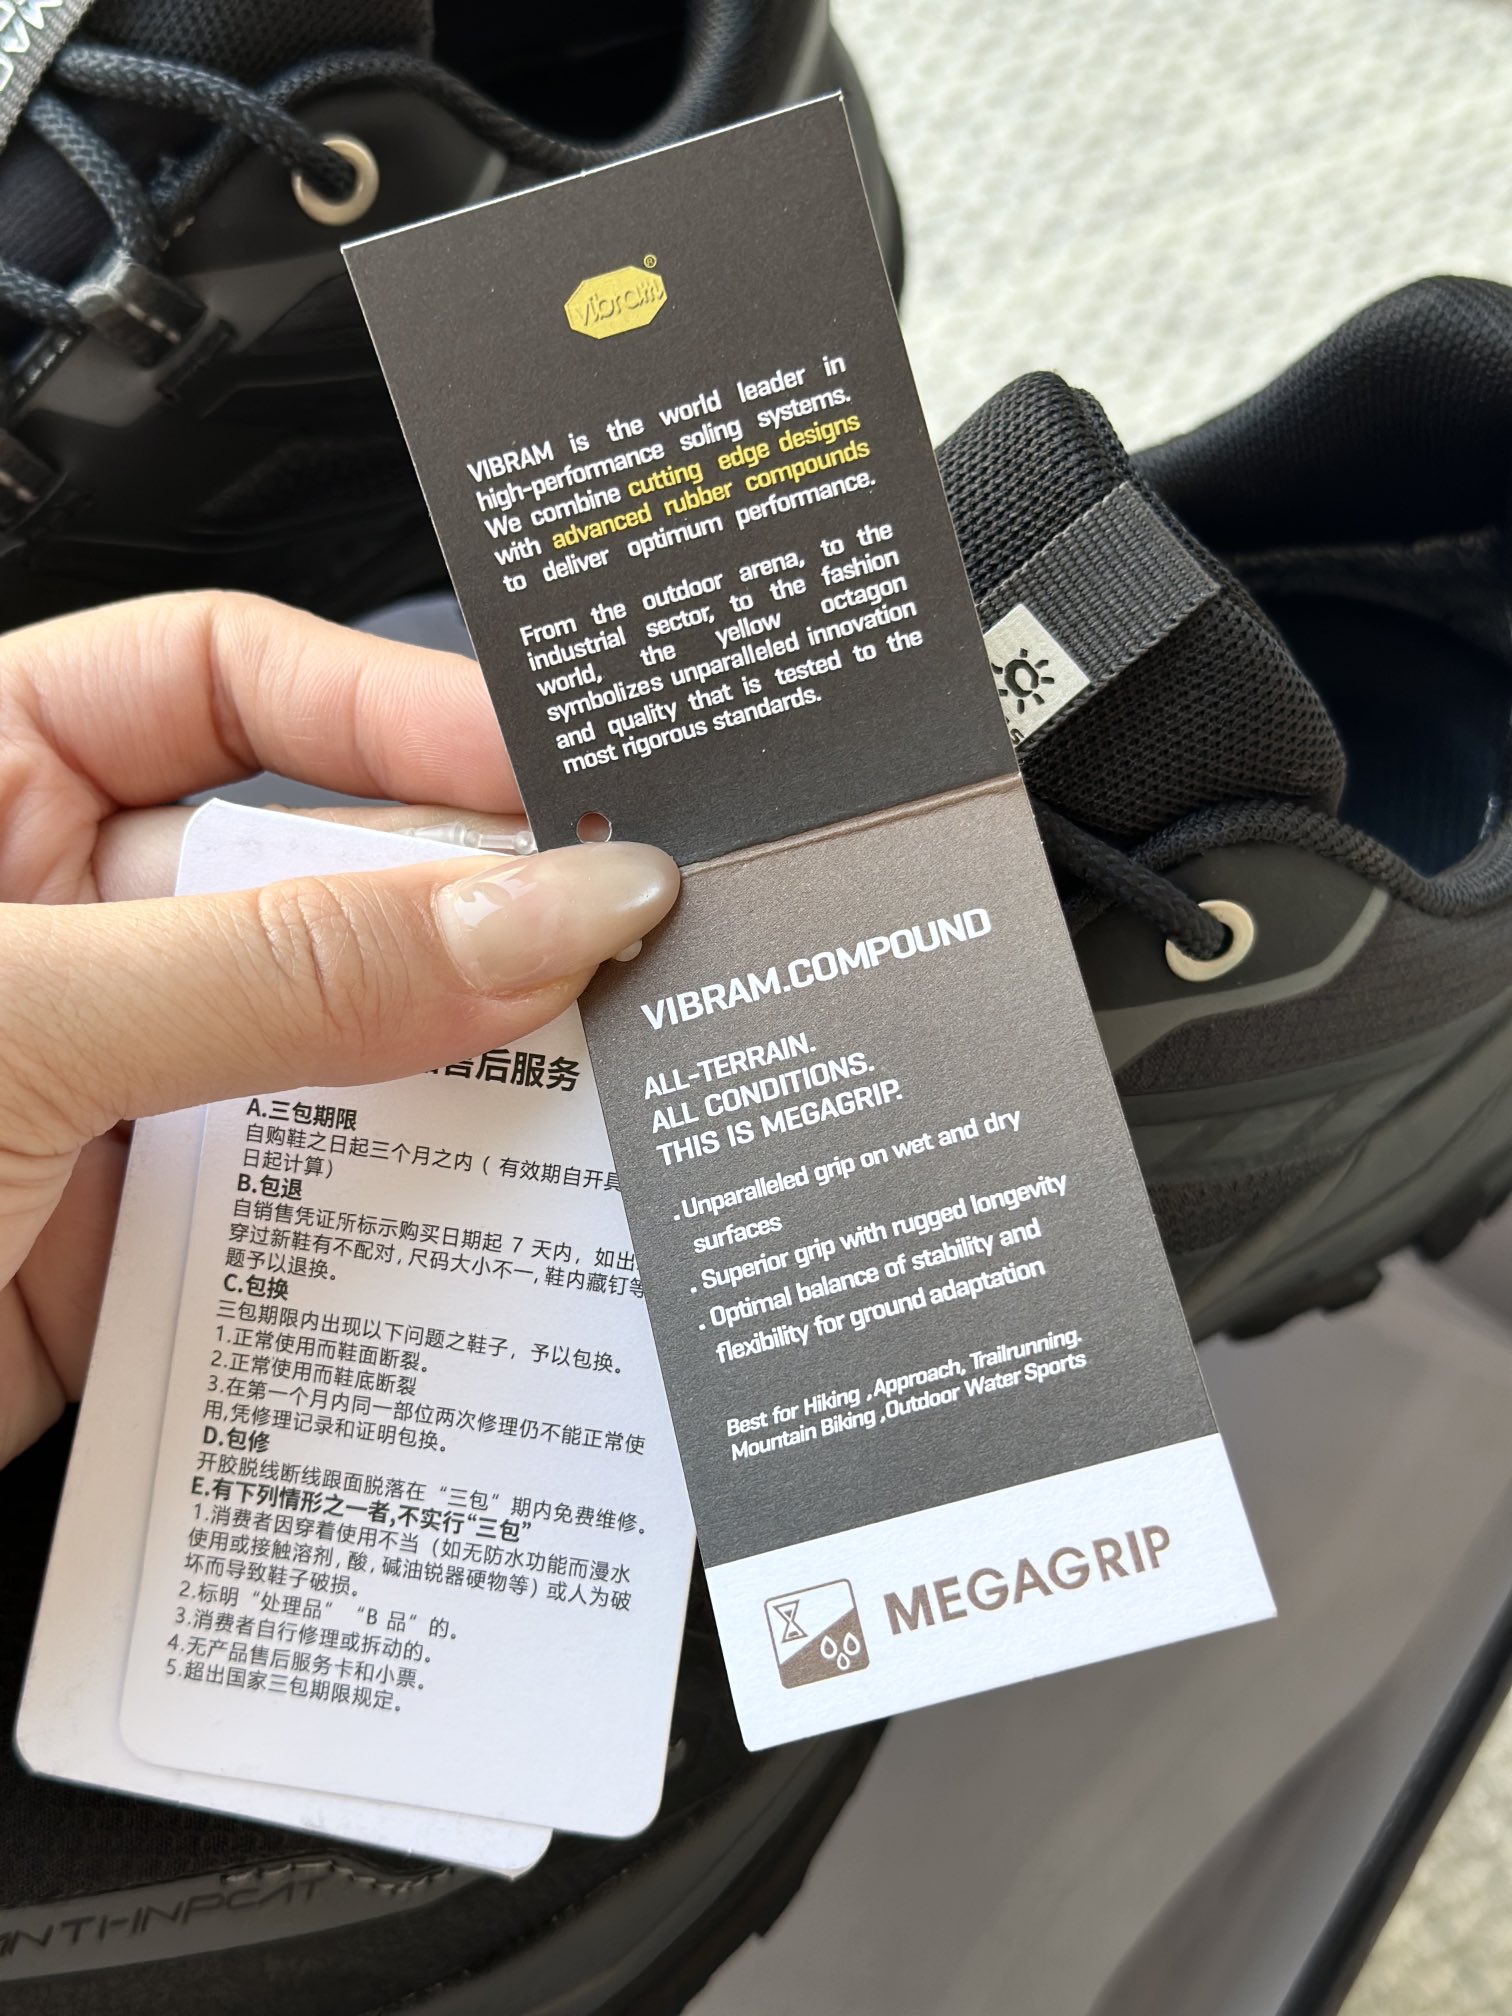 vibram®
VIBRAM is the world leader in
high-performance soling systems.
We combine cutting edge designs
with advanced rubber compounds
to deliver optimum performance.
From the outdoor arena, to the
industrial sector, to the fashion
world, the yellow octagon
symbolizes unparalleled innovation
and quality that is tested to the
most rigorous standards.
VIBRAM.COMPOUND
ALL-TERRAIN.
ALL CONDITIONS.
THIS IS MEGAGRIP.
.Unparalleled grip on wet and dry
surfaces
. Superior grip with rugged longevity
. Optimal balance of stability and
flexibility for ground adaptation
Best for Hiking ,Approach, Trailrunning.
Mountain Biking ,Outdoor Water Sports
MEGAGRIP
售后服务
A.三包期限
自购鞋之日起三个月之内（有效期自开具
日起计算）
B.包退
自销售凭证所标示购买日期起 7 天内，如出
穿过新鞋有不配对,尺码大小不一,鞋内藏钉等
题予以退换。
C.包换
三包期限内出现以下问题之鞋子，予以包换。
1.正常使用而鞋面断裂。
2.正常使用而鞋底断裂
3.在第一个月内同一部位两次修理仍不能正常使
用,凭修理记录和证明包换。
D.包修
开胶脱线断线跟面脱落在“三包”期内免费维修。
E.有下列情形之一者,不实行“三包”
1.消费者因穿着使用不当（如无防水功能而漫水
使用或接触溶剂,酸,碱油锐器硬物等）或人为破
坏而导致鞋子破损。
2.标明“处理品”“B 品”的。
3.消费者自行修理或拆动的。
4.无产品售后服务卡和小票。
5.超出国家三包期限规定。
ANTI-INPCAT